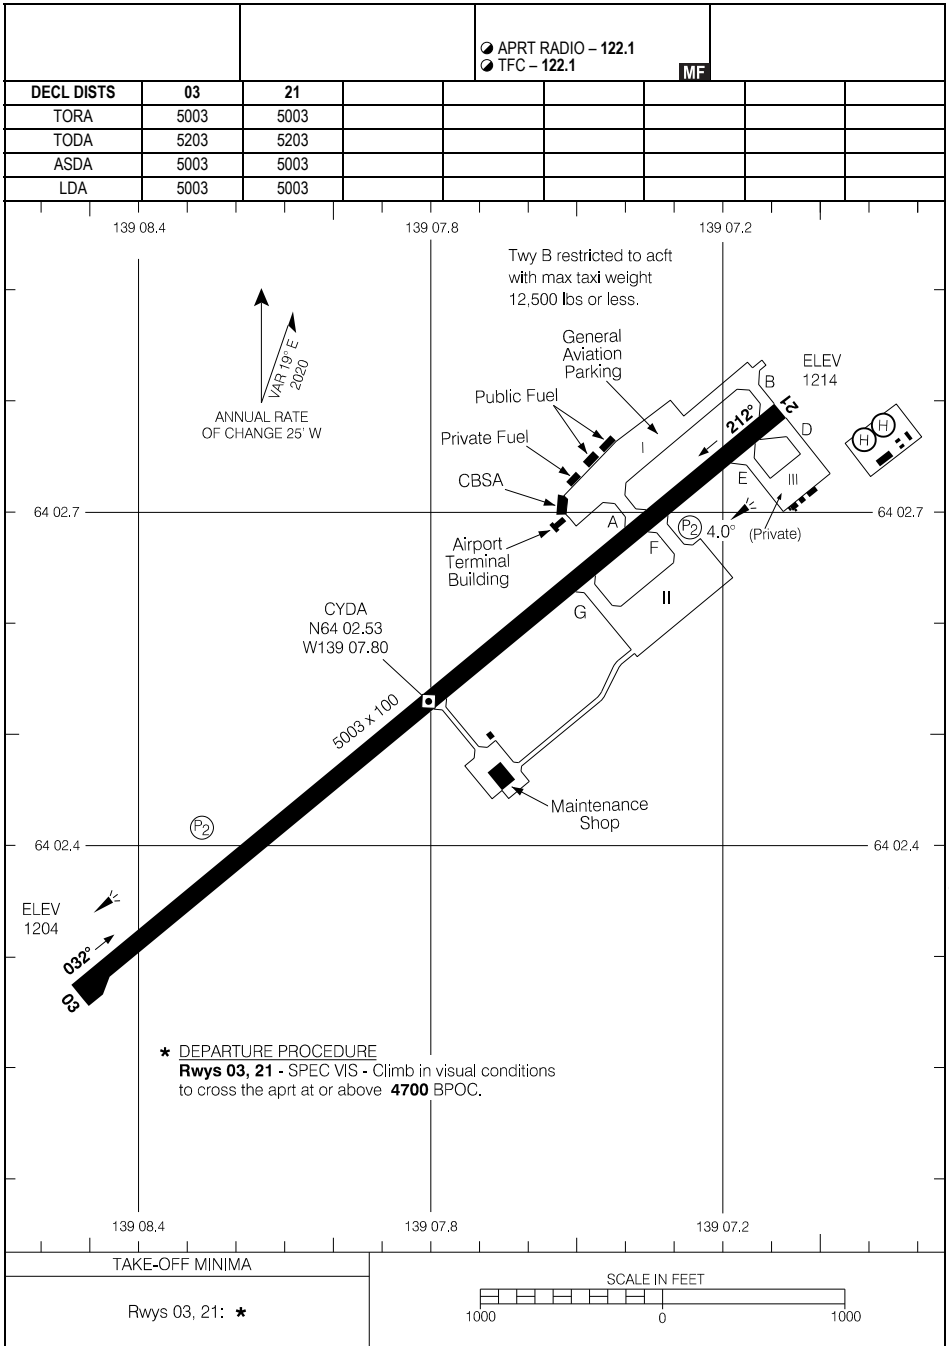 APRT RADIO – 122.1
TFC – 122.1
MF
DECL DISTS 03 21
TORA 5003 5003
TODA 5203 5203
ASDA 5003 5003
LDA 5003 5003
139 08.4 139 07.8 139 07.2
Twy B restricted to acft
with max taxi weight
12,500 lbs or less.
VAR 19° E
2020
ANNUAL RATE
OF CHANGE 25' W
General
Aviation
Parking
Public Fuel
Private Fuel
CBSA
Airport
Terminal
Building
ELEV
1214
B
21
212°
D
H H
I
E
III
(Private)
64 02.7
A
P2
4.0°
64 02.7
F
II
G
CYDA
N64 02.53
W139 07.80
5003 x 100
Maintenance
Shop
P2
64 02.4
64 02.4
ELEV
1204
032°
03
* DEPARTURE PROCEDURE
Rwys 03, 21 - SPEC VIS - Climb in visual conditions
to cross the aprt at or above 4700 BPOC.
139 08.4 139 07.8 139 07.2
TAKE-OFF MINIMA
Rwys 03, 21: *
SCALE IN FEET
1000 0 1000